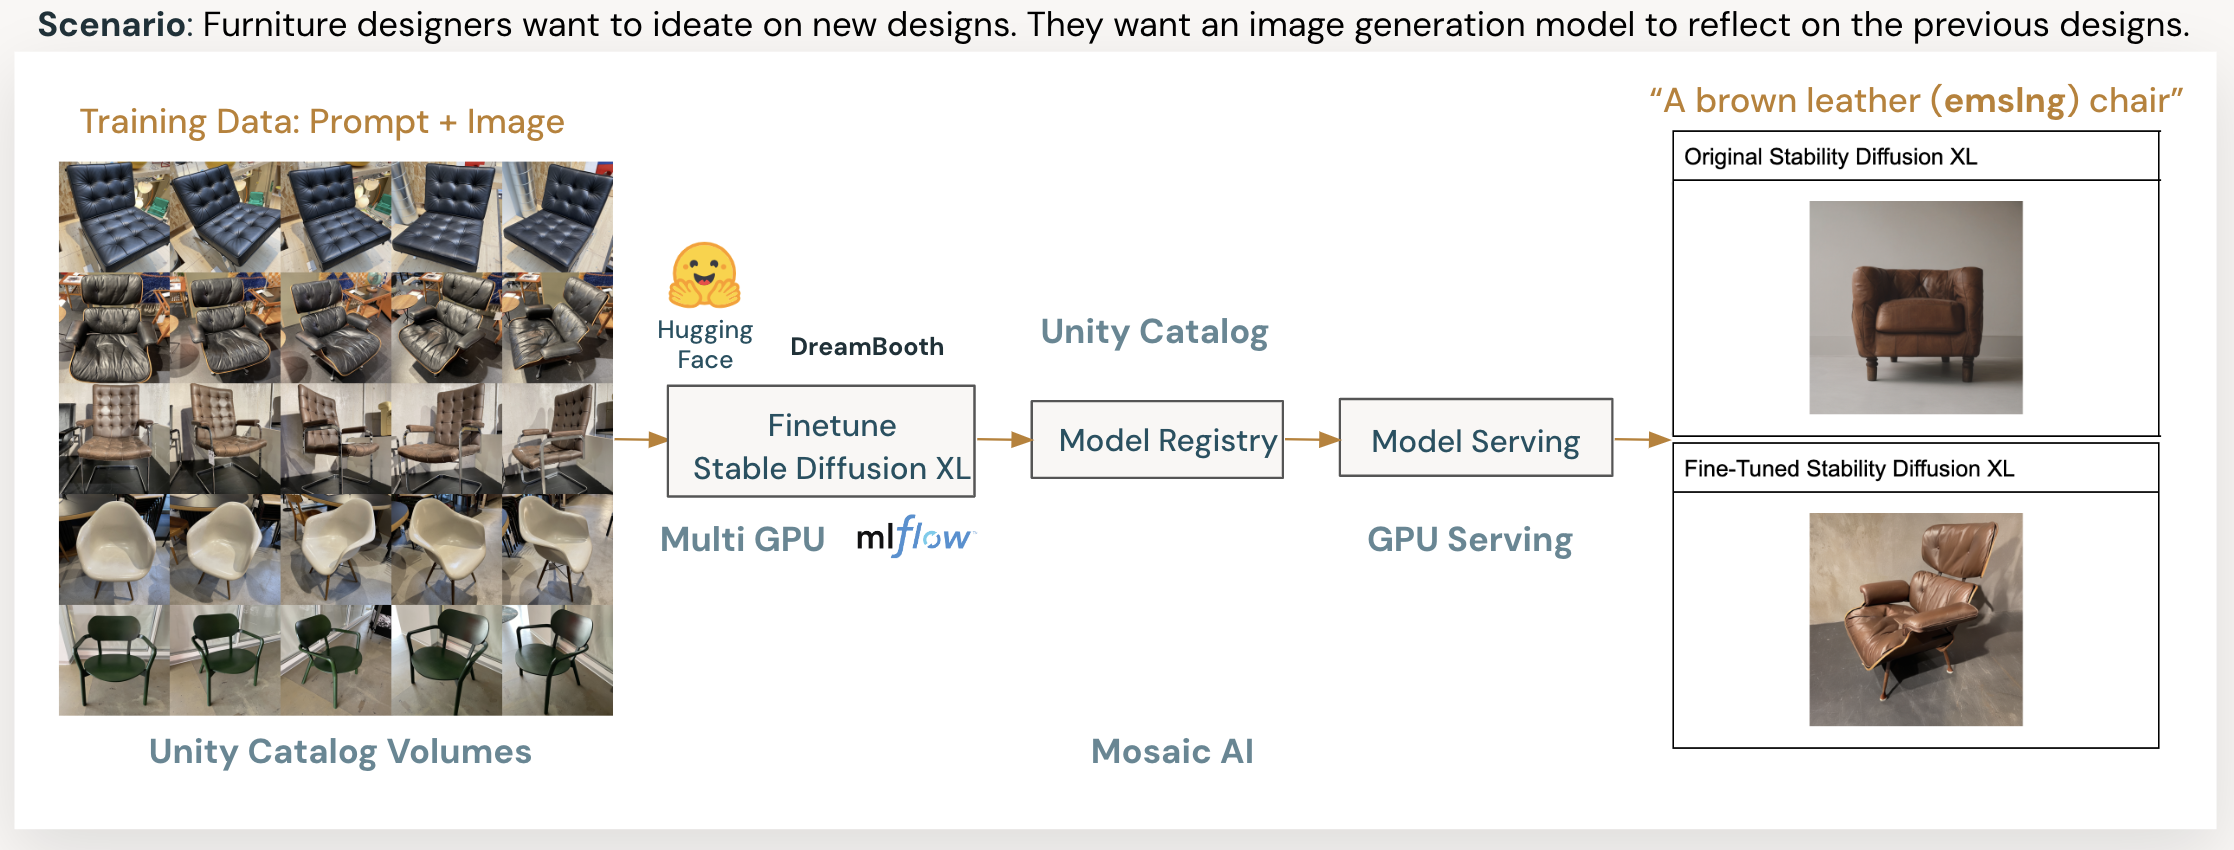 Scenario: Furniture designers want to ideate on new designs. They want an image generation model to reflect on the previous designs.
Training Data: Prompt + Image
Unity Catalog Volumes
Hugging
Face
DreamBooth
Finetune
Stable Diffusion XL
Multi GPU
mlflow
Unity Catalog
Model Registry
Model Serving
GPU Serving
Mosaic AI
“A brown leather (emslng) chair”
Original Stability Diffusion XL
Fine-Tuned Stability Diffusion XL